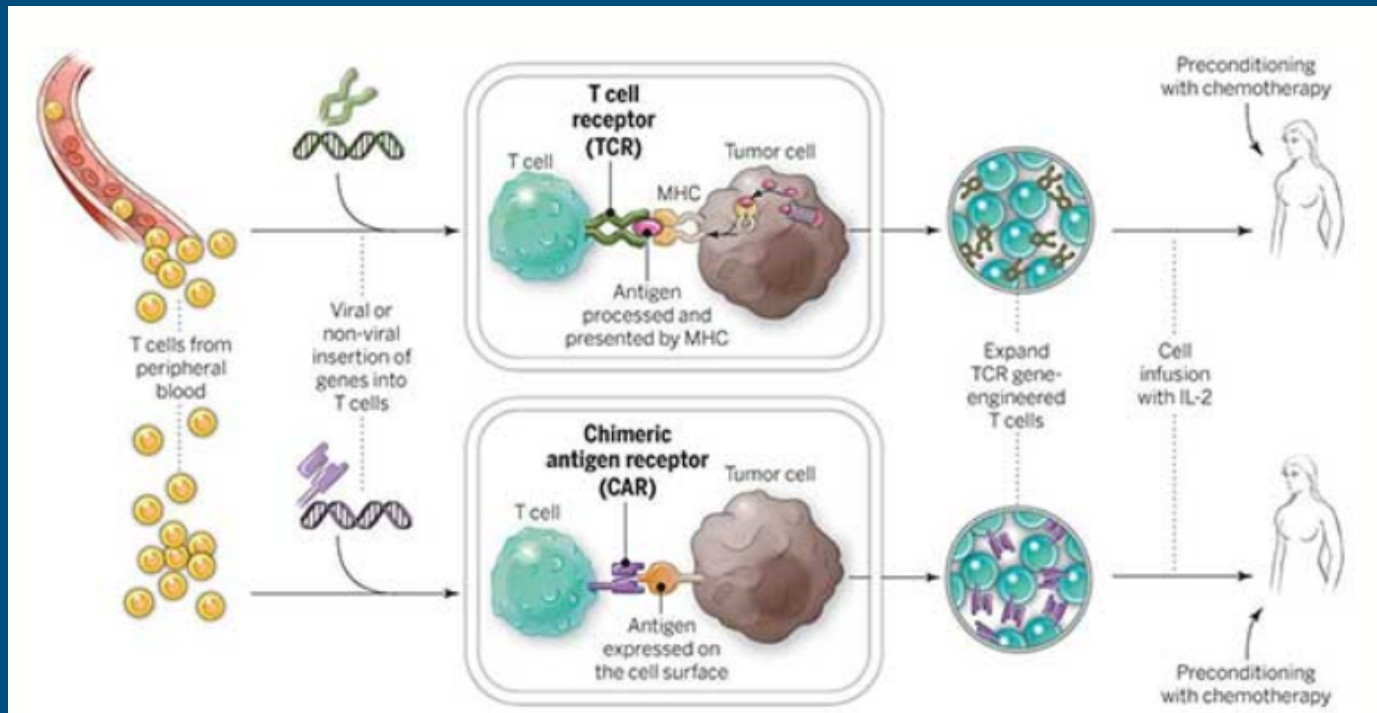 T cells from
peripheral
blood
Viral or
non-viral
insertion of
genes into
T cells
T cell
receptor
(TCR)
T cell
MHC
Tumor cell
Antigen
processed and
presented by MHC
Chimeric
antigen receptor
(CAR)
T cell
Tumor cell
Antigen
expressed on
the cell surface
Expand
TCR gene-
engineered
T cells
Cell
infusion
with IL-2
Preconditioning
with chemotherapy
Preconditioning
with chemotherapy